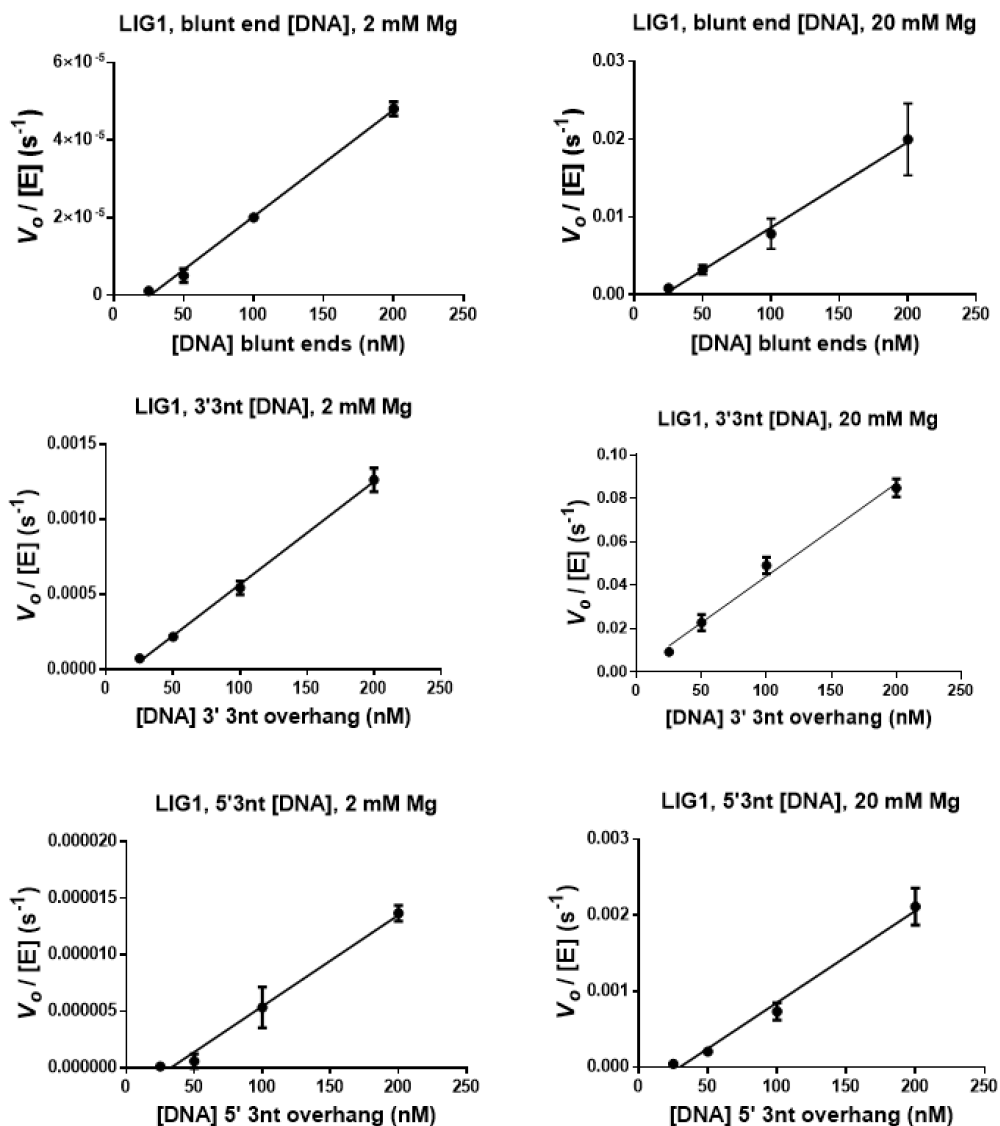 LIG1, blunt end [DNA], 2 mM Mg
6×10⁻⁵
4×10⁻⁵
2×10⁻⁵
0
V₀ / [E] (s⁻¹)
0 50 100 150 200 250
[DNA] blunt ends (nM)
LIG1, blunt end [DNA], 20 mM Mg
0.03
0.02
0.01
0.00
V₀ / [E] (s⁻¹)
0 50 100 150 200 250
[DNA] blunt ends (nM)
LIG1, 3'3nt [DNA], 2 mM Mg
0.0015
0.0010
0.0005
0.0000
V₀ / [E] (s⁻¹)
0 50 100 150 200 250
[DNA] 3' 3nt overhang (nM)
LIG1, 3'3nt [DNA], 20 mM Mg
0.10
0.08
0.06
0.04
0.02
0.00
V₀ / [E] (s⁻¹)
0 50 100 150 200 250
[DNA] 3' 3nt overhang (nM)
LIG1, 5'3nt [DNA], 2 mM Mg
0.000020
0.000015
0.000010
0.000005
0.000000
V₀ / [E] (s⁻¹)
0 50 100 150 200 250
[DNA] 5' 3nt overhang (nM)
LIG1, 5'3nt [DNA], 20 mM Mg
0.003
0.002
0.001
0.000
V₀ / [E] (s⁻¹)
0 50 100 150 200 250
[DNA] 5' 3nt overhang (nM)